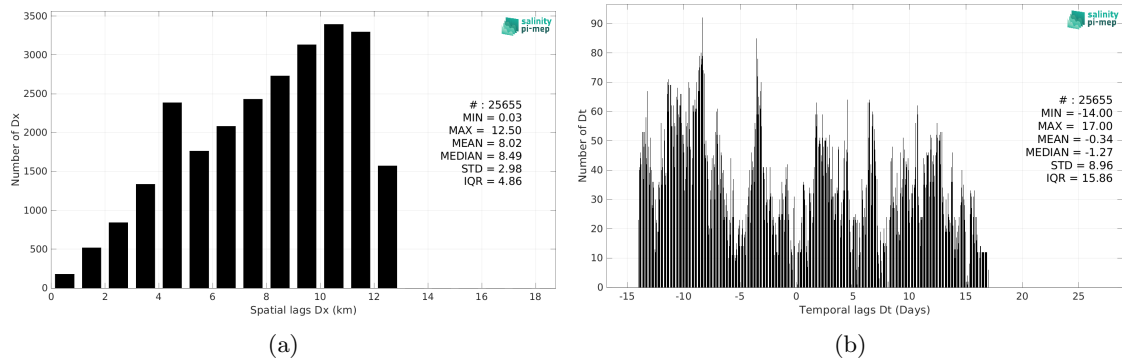 3500
3000
2500
2000
1500
1000
500
0
Number of Dx
0 2 4 6 8 10 12 14 16 18
Spatial lags Dx (km)
salinity
pi-mep
# : 25655
MIN = 0.03
MAX = 12.50
MEAN = 8.02
MEDIAN = 8.49
STD = 2.98
IQR = 4.86
(a)
90
80
70
60
50
40
30
20
10
0
Number of Dt
-15 -10 -5 0 5 10 15 20 25
Temporal lags Dt (Days)
salinity
pi-mep
# : 25655
MIN = -14.00
MAX = 17.00
MEAN = -0.34
MEDIAN = -1.27
STD = 8.96
IQR = 15.86
(b)